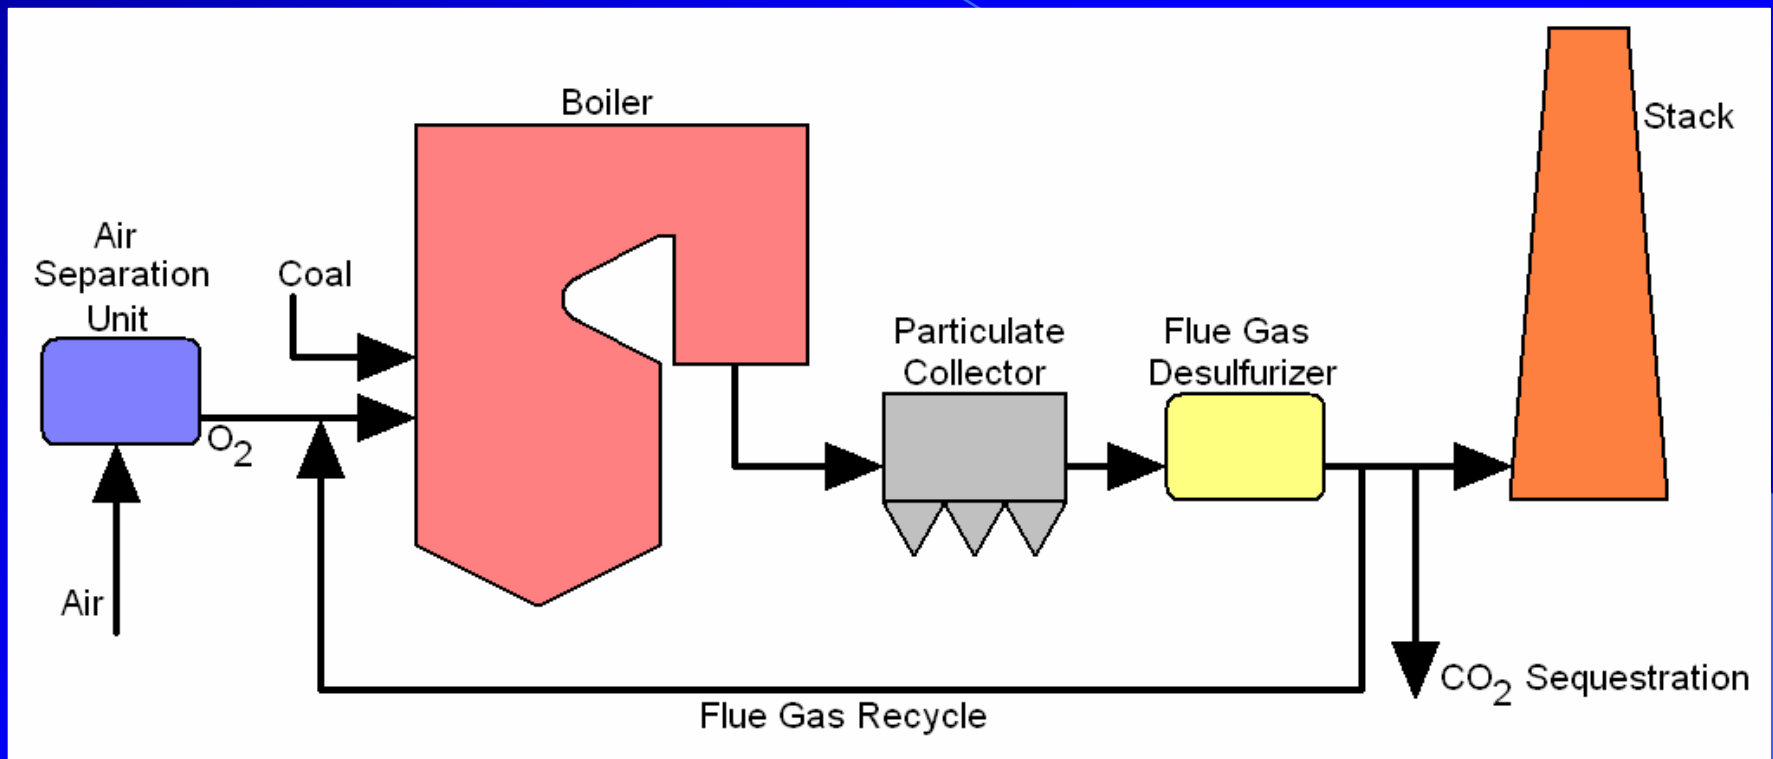 Boiler
Stack
Air
Separation
Unit
Coal
Particulate
Collector
Flue Gas
Desulfurizer
O2
Air
CO2 Sequestration
Flue Gas Recycle